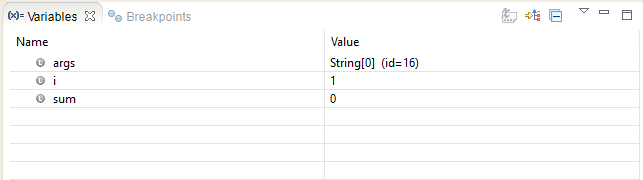 (x)= Variables Breakpoints
Name Value
args String[0] (id=16)
i 1
sum 0